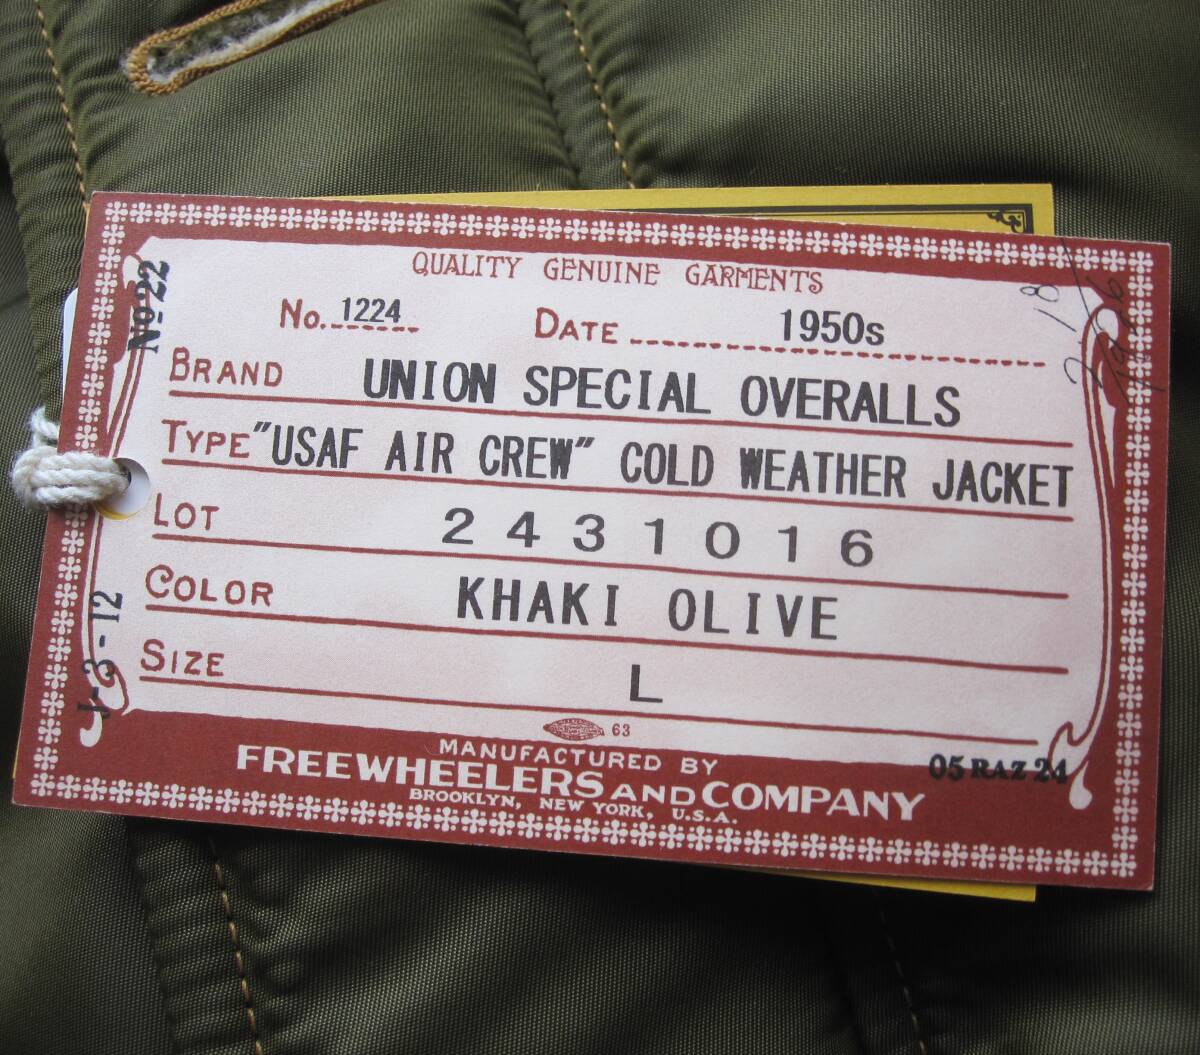 QUALITY GENUINE GARMENTS
No. 1224 DATE 1950s
BRAND UNION SPECIAL OVERALLS
TYPE "USAF AIR CREW" COLD WEATHER JACKET
LOT 2431016
COLOR KHAKI OLIVE
SIZE L
63
MANUFACTURED BY
FREEWHEELERS AND COMPANY
BROOKLYN, NEW YORK, U.S.A.
No 22
J-3-12
05 RAZ 24